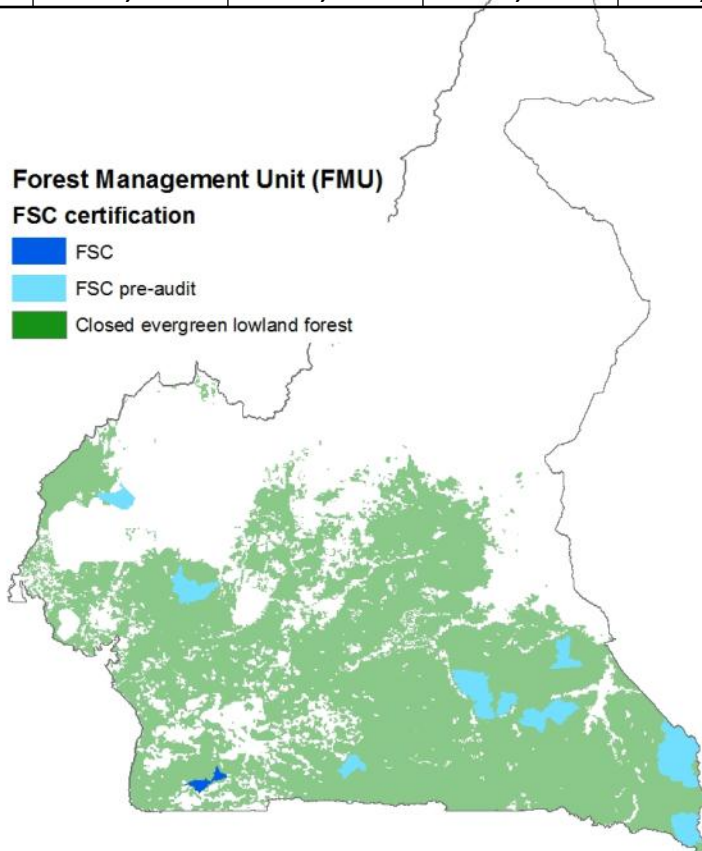 Forest Management Unit (FMU)
FSC certification
FSC
FSC pre-audit
Closed evergreen lowland forest